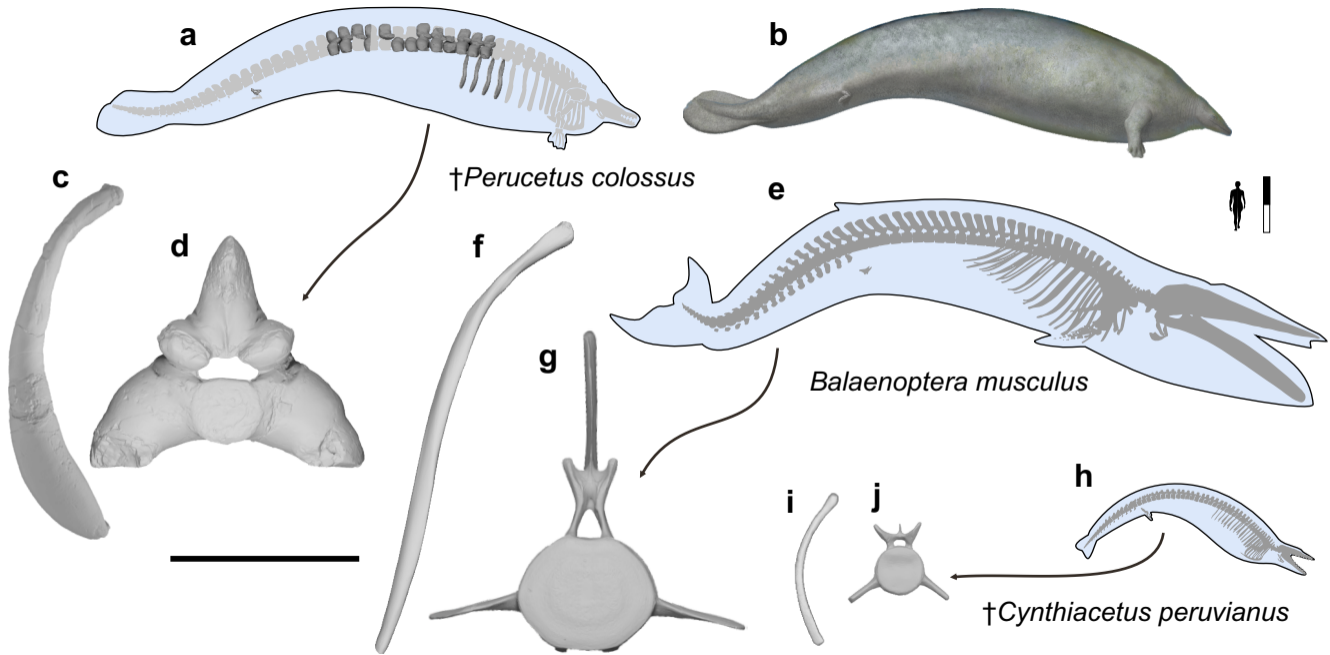 a
b
†Perucetus colossus
c
d
e
f
g
Balaenoptera musculus
h
i
j
†Cynthiacetus peruvianus